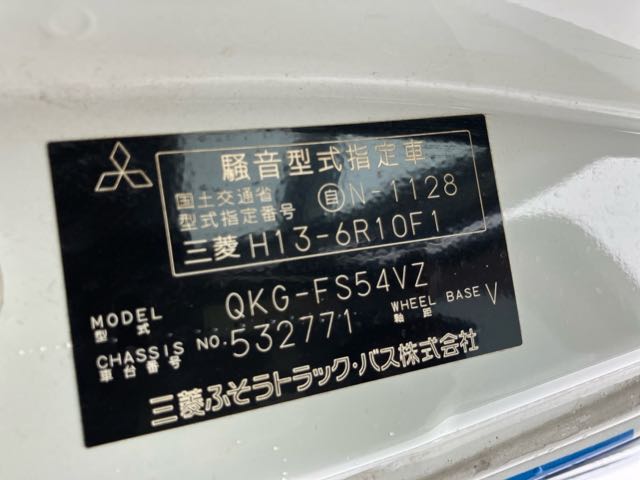 騒音型式指定車
国土交通省
型式指定番号 自N-1128
三菱 H13-6R10F1
MODEL
型式 QKG-FS54VZ
CHASSIS NO.
車台番号 532771 WHEEL BASE
軸距 V
三菱ふそうトラック・バス株式会社